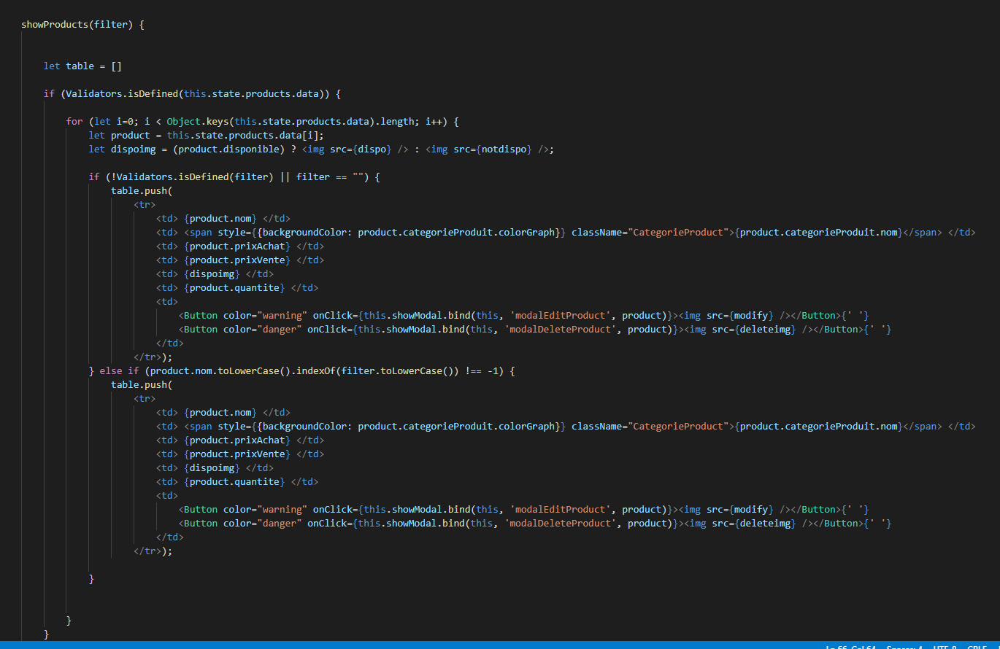 showProducts(filter) {
let table = []
if (Validators.isDefined(this.state.products.data)) {
for (let i=0; i < Object.keys(this.state.products.data).length; i++) {
let product = this.state.products.data[i];
let dispoimg = (product.disponible) ? <img src={dispo} /> : <img src={notdispo} />;
if (!Validators.isDefined(filter) || filter == "") {
table.push(
<tr>
<td> {product.nom} </td>
<td> <span style={{backgroundColor: product.categorieProduit.colorGraph}} className="CategorieProduct">{product.categorieProduit.nom}</span> </td>
<td> {product.prixAchat} </td>
<td> {product.prixVente} </td>
<td> {dispoimg} </td>
<td> {product.quantite} </td>
<td>
<Button color="warning" onClick={this.showModal.bind(this, 'modalEditProduct', product)}><img src={modify} /></Button>{' '}
<Button color="danger" onClick={this.showModal.bind(this, 'modalDeleteProduct', product)}><img src={deleteimg} /></Button>{' '}
</td>
</tr>);
} else if (product.nom.toLowerCase().indexOf(filter.toLowerCase()) !== -1) {
table.push(
<tr>
<td> {product.nom} </td>
<td> <span style={{backgroundColor: product.categorieProduit.colorGraph}} className="CategorieProduct">{product.categorieProduit.nom}</span> </td>
<td> {product.prixAchat} </td>
<td> {product.prixVente} </td>
<td> {dispoimg} </td>
<td> {product.quantite} </td>
<td>
<Button color="warning" onClick={this.showModal.bind(this, 'modalEditProduct', product)}><img src={modify} /></Button>{' '}
<Button color="danger" onClick={this.showModal.bind(this, 'modalDeleteProduct', product)}><img src={deleteimg} /></Button>{' '}
</td>
</tr>);
}
}
}